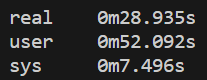 real    0m28.935s
user    0m52.092s
sys     0m7.496s